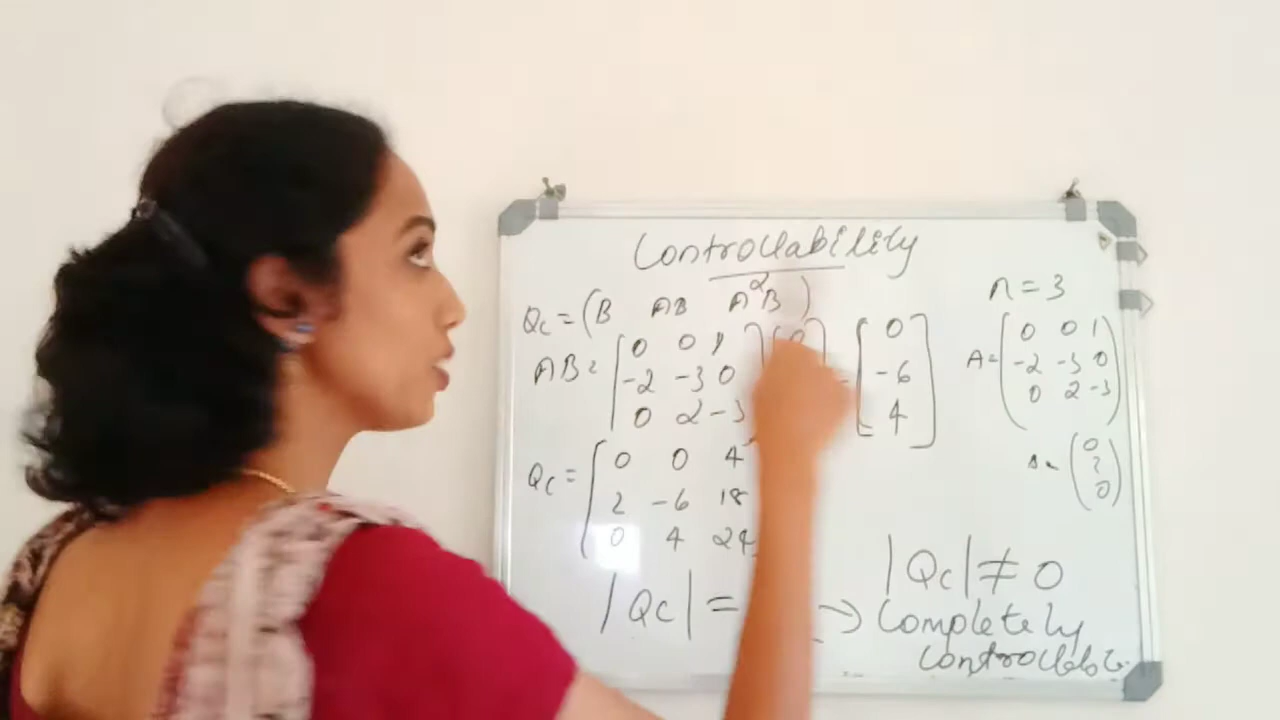 Controllability
Qc = (B AB A²B)
n = 3
AB = [0 0 1] [0] = [0]
[-2 -3 0] [-6]
[0 2 -3] [4]
A = (0 0 1)
(-2 -3 0)
(0 2 -3)
(0)
(2)
(0)
Qc = [0 0 4
2 -6 18
0 4 24
|Qc| =
|Qc| ≠ 0
→ Completely
controllable.